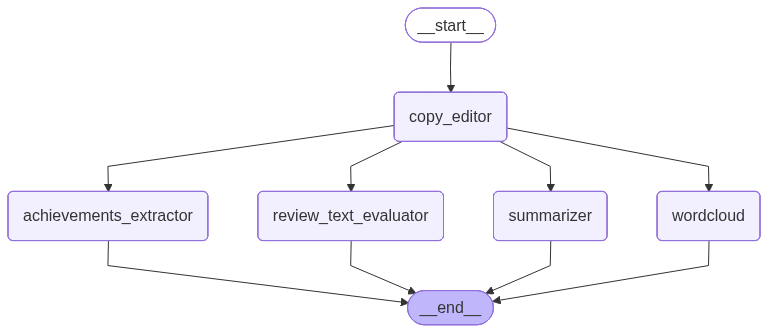 __start__
copy_editor
achievements_extractor
review_text_evaluator
summarizer
wordcloud
__end__